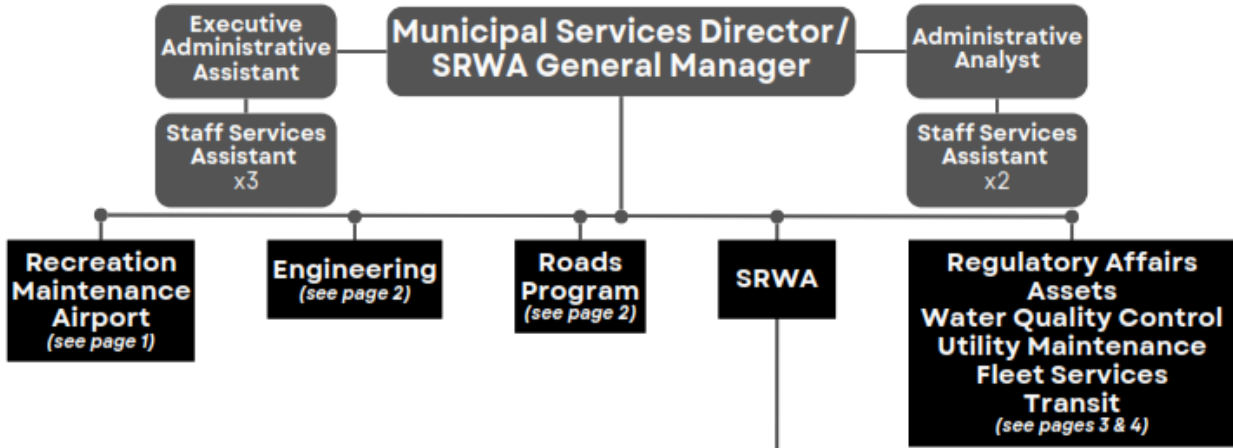 Executive
Administrative
Assistant
Municipal Services Director/
SRWA General Manager
Administrative
Analyst
Staff Services
Assistant
x3
Staff Services
Assistant
x2
Recreation
Maintenance
Airport
(see page 1)
Engineering
(see page 2)
Roads
Program
(see page 2)
SRWA
Regulatory Affairs
Assets
Water Quality Control
Utility Maintenance
Fleet Services
Transit
(see pages 3 & 4)